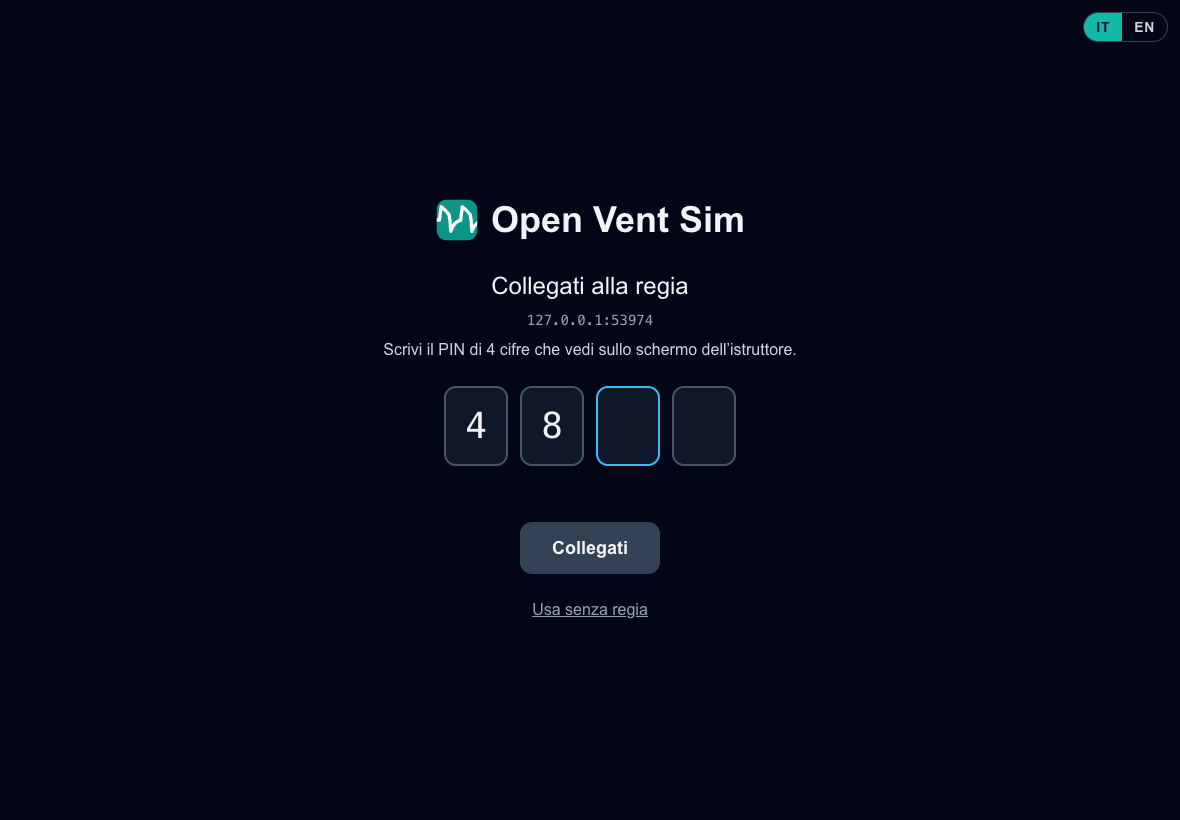 IT EN
Open Vent Sim
Collegati alla regia
127.0.0.1:53974
Scrivi il PIN di 4 cifre che vedi sullo schermo dell’istruttore.
4 8
Collegati
Usa senza regia